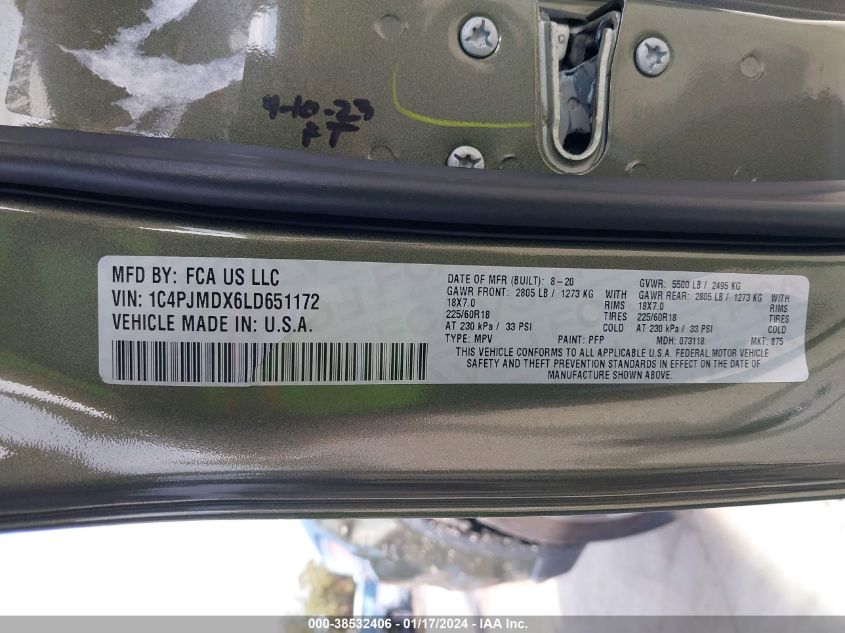 4-10-23
MFD BY: FCA US LLC
VIN: 1C4PJMDX6LD651172
VEHICLE MADE IN: U.S.A.
DATE OF MFR (BUILT): 8-20 GVWR: 5500 LB / 2495 KG
GAWR FRONT: 2805 LB / 1273 KG WITH GAWR REAR: 2805 LB / 1273 KG WITH
18X7.0 RIMS 18X7.0 RIMS
225/60R18 TIRES 225/60R18 TIRES
AT 230 kPa / 33 PSI COLD AT 230 kPa / 33 PSI COLD
TYPE: MPV PAINT: PFP MDH: 073118 MKT: 875
THIS VEHICLE CONFORMS TO ALL APPLICABLE U.S.A. FEDERAL MOTOR VEHICLE
SAFETY AND THEFT PREVENTION STANDARDS IN EFFECT ON THE DATE OF
MANUFACTURE SHOWN ABOVE.
000-38532406 - 01/17/2024 - IAA Inc.